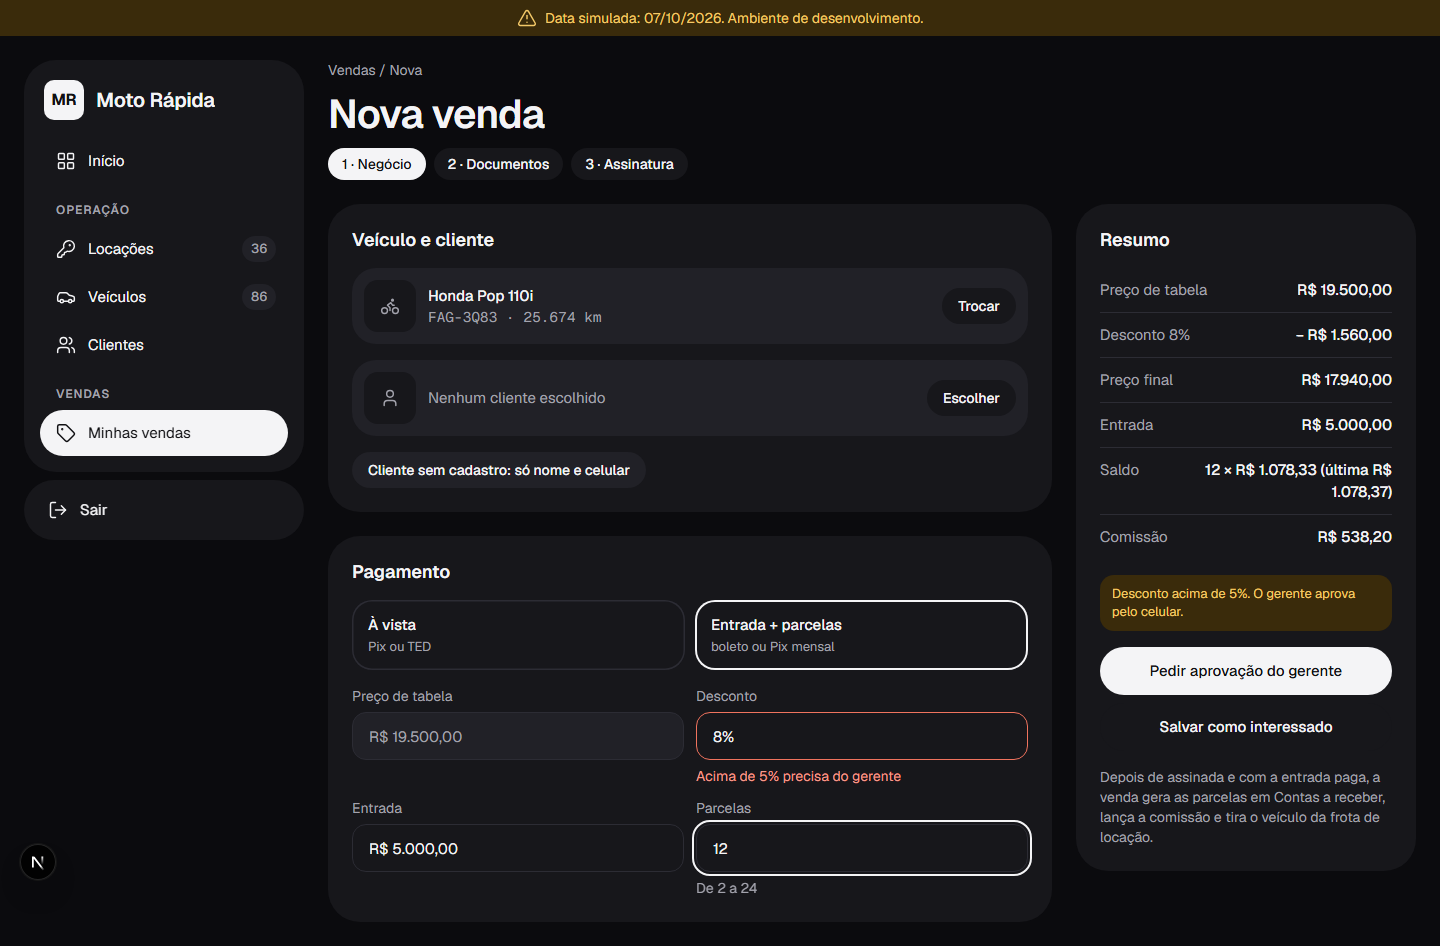 Data simulada: 07/10/2026. Ambiente de desenvolvimento.
MR
Moto Rápida
Início
OPERAÇÃO
Locações 36
Veículos 86
Clientes
VENDAS
Minhas vendas
Sair
N
Vendas / Nova
Nova venda
1 · Negócio
2 · Documentos
3 · Assinatura
Veículo e cliente
Honda Pop 110i
FAG-3Q83 · 25.674 km
Trocar
Nenhum cliente escolhido
Escolher
Cliente sem cadastro: só nome e celular
Pagamento
À vista
Pix ou TED
Entrada + parcelas
boleto ou Pix mensal
Preço de tabela
R$ 19.500,00
Desconto
8%
Acima de 5% precisa do gerente
Entrada
R$ 5.000,00
Parcelas
12
De 2 a 24
Resumo
Preço de tabela R$ 19.500,00
Desconto 8% – R$ 1.560,00
Preço final R$ 17.940,00
Entrada R$ 5.000,00
Saldo 12 × R$ 1.078,33 (última R$
1.078,37)
Comissão R$ 538,20
Desconto acima de 5%. O gerente aprova
pelo celular.
Pedir aprovação do gerente
Salvar como interessado
Depois de assinada e com a entrada paga, a
venda gera as parcelas em Contas a receber,
lança a comissão e tira o veículo da frota de
locação.